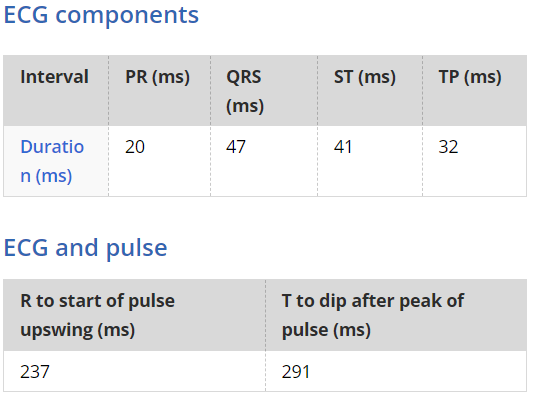 ECG components
Interval PR (ms) QRS ST (ms) TP (ms)
(ms)
Duratio 20 47 41 32
n (ms)
ECG and pulse
R to start of pulse T to dip after peak of
upswing (ms) pulse (ms)
237 291